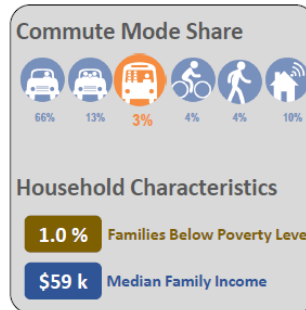 Commute Mode Share
66% 13% 3% 4% 4% 10%
Household Characteristics
1.0 % Families Below Poverty Leve
$59 k Median Family Income